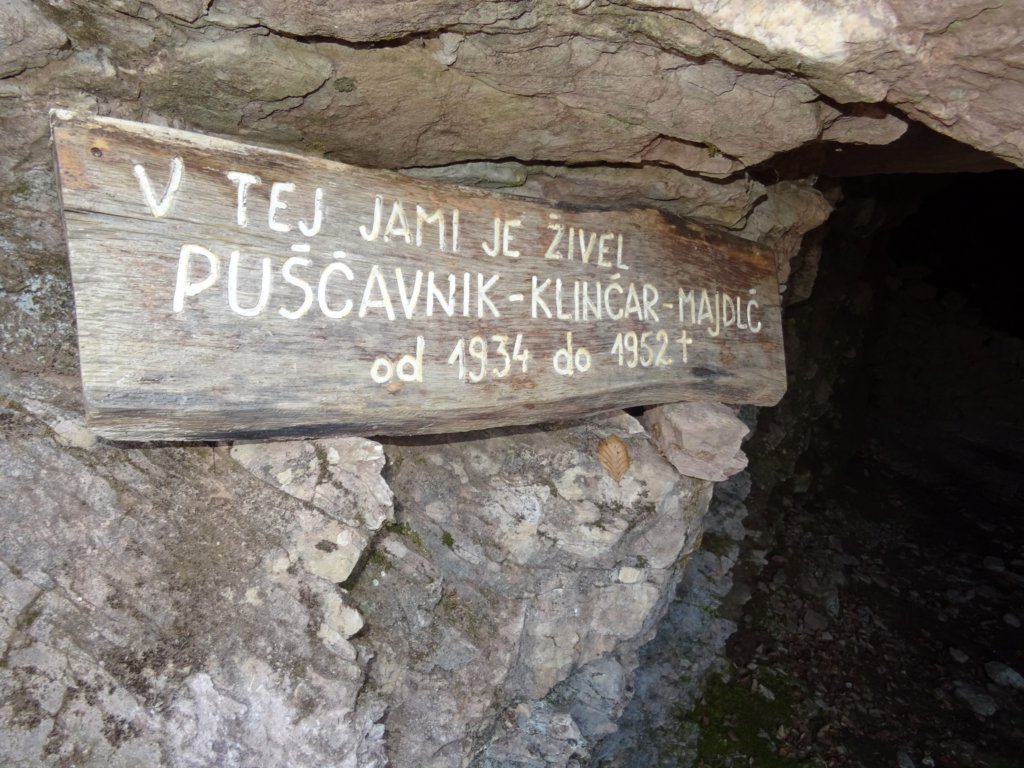 V TEJ JAMI JE ŽIVEL
PUŠČAVNIK-KLINČAR-MAJDLČ
od 1934 do 1952 †